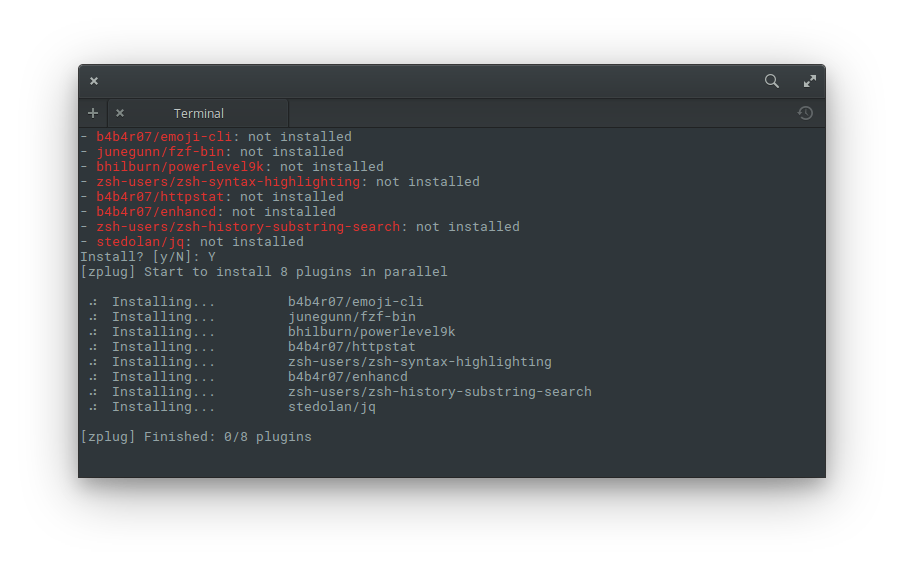 Terminal
- b4b4r07/emoji-cli: not installed
- junegunn/fzf-bin: not installed
- bhilburn/powerlevel9k: not installed
- zsh-users/zsh-syntax-highlighting: not installed
- b4b4r07/httpstat: not installed
- b4b4r07/enhancd: not installed
- zsh-users/zsh-history-substring-search: not installed
- stedolan/jq: not installed
Install? [y/N]: Y
[zplug] Start to install 8 plugins in parallel
⠴ Installing... b4b4r07/emoji-cli
⠴ Installing... junegunn/fzf-bin
⠴ Installing... bhilburn/powerlevel9k
⠴ Installing... b4b4r07/httpstat
⠴ Installing... zsh-users/zsh-syntax-highlighting
⠴ Installing... b4b4r07/enhancd
⠴ Installing... zsh-users/zsh-history-substring-search
⠴ Installing... stedolan/jq
[zplug] Finished: 0/8 plugins